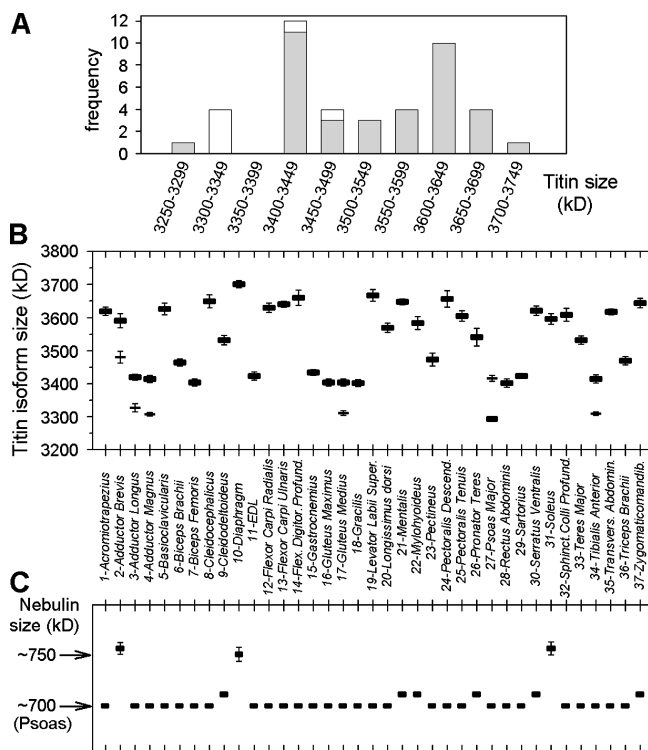 A
frequency
12
10
8
6
4
2
0
3250-3299
3300-3349
3350-3399
3400-3449
3450-3499
3500-3549
3550-3599
3600-3649
3650-3699
3700-3749
Titin size
(kD)
B
Titin isoform size (kD)
3800
3700
3600
3500
3400
3300
3200
1-Acromiotrapezius
2-Adductor Brevis
3-Adductor Longus
4-Adductor Magnus
5-Basioclavicularis
6-Biceps Brachii
7-Biceps Femoris
8-Cleidocephalicus
9-Cleidodeltoideus
10-Diaphragm
11-EDL
12-Flexor Carpi Radialis
13-Flexor Carpi Ulnaris
14-Flex. Digitor. Profund.
15-Gastrocnemius
16-Gluteus Maximus
17-Gluteus Medius
18-Gracilis
19-Levator Labii Super.
20-Longissimus dorsi
21-Mentalis
22-Mylohyoideus
23-Pectineus
24-Pectoralis Descend.
25-Pectoralis Tenuis
26-Pronator Teres
27-Psoas Major
28-Rectus Abdominis
29-Sartorius
30-Serratus Ventralis
31-Soleus
32-Sphinct.Colli Profund.
33-Teres Major
34-Tibialis Anterior
35-Transvers. Abdomin.
36-Triceps Brachii
37-Zygomaticomandib.
C
Nebulin
size (kD)
~750
~700
(Psoas)